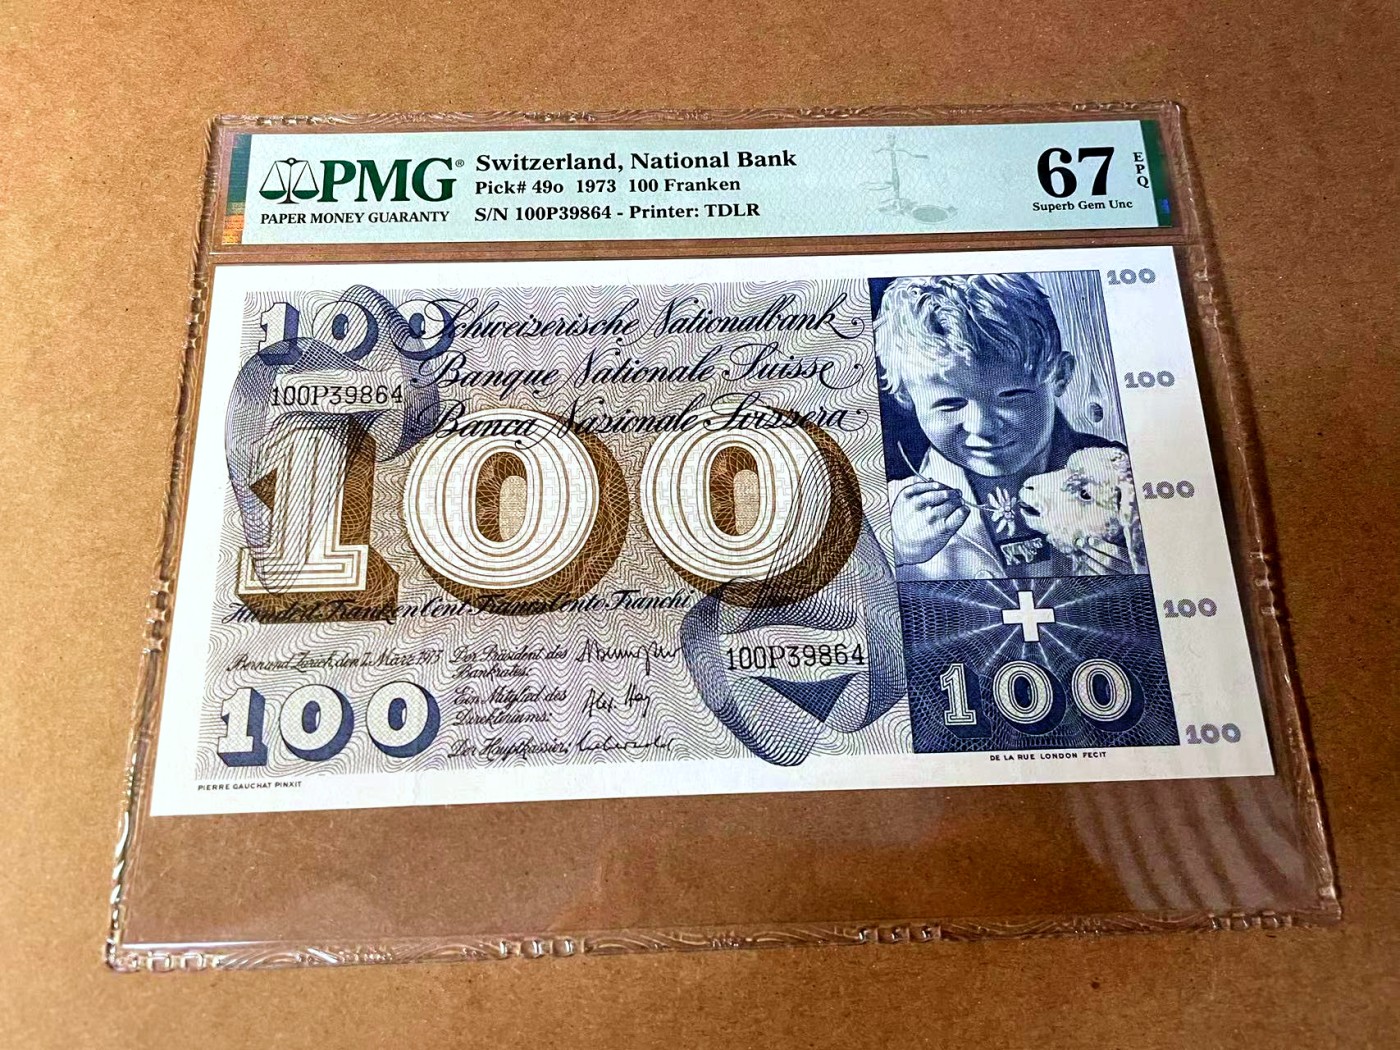 PMG®
PAPER MONEY GUARANTY
Switzerland, National Bank
Pick# 49o 1973 100 Franken
S/N 100P39864 - Printer: TDLR
67
EPQ
Superb Gem Unc
100
Schweizerische Nationalbank
Banque Nationale Suisse
Banca Nazionale Svizzera
100P39864
100
Hundert Franken Cent Francs Cento Franchi
Bern und Zürich, den 7. März 1973
Der Präsident des
Bankrates:
Ein Mitglied des
Direktoriums:
Der Hauptkassier:
100
100P39864
100
100
100
100
100
100
PIERRE GAUCHAT PINXIT
DE LA RUE LONDON FECIT